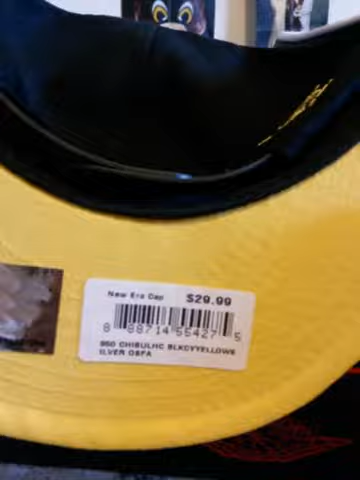 New Era Cap $29.99
8 88714 55427 5
950 CHIBULHC BLKCYYELLOWS
ILVER OSFA